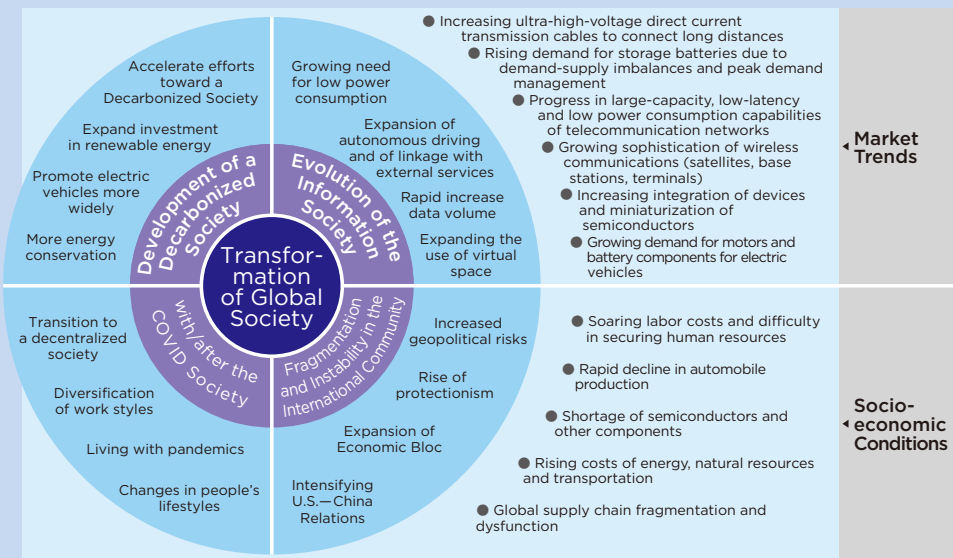 Transfor-
mation
of Global
Society
Development of a
Decarbonized
Society
Accelerate efforts
toward a
Decarbonized Society
Expand investment
in renewable energy
Promote electric
vehicles more
widely
More energy
conservation
Evolution of the
Information
Society
Growing need
for low power
consumption
Expansion of
autonomous driving
and of linkage with
external services
Rapid increase
data volume
Expanding the
use of virtual
space
● Increasing ultra-high-voltage direct current
transmission cables to connect long distances
● Rising demand for storage batteries due to
demand-supply imbalances and peak demand
management
● Progress in large-capacity, low-latency
and low power consumption capabilities
of telecommunication networks
● Growing sophistication of wireless
communications (satellites, base
stations, terminals)
● Increasing integration of devices
and miniaturization of
semiconductors
● Growing demand for motors and
battery components for electric
vehicles
Market
Trends
with/after the
COVID Society
Transition to
a decentralized
society
Diversification
of work styles
Living with pandemics
Changes in people's
lifestyles
Fragmentation
and Instability in the
International Community
Increased
geopolitical risks
Rise of
protectionism
Expansion of
Economic Bloc
Intensifying
U.S.—China
Relations
● Soaring labor costs and difficulty
in securing human resources
● Rapid decline in automobile
production
● Shortage of semiconductors and
other components
● Rising costs of energy, natural resources
and transportation
● Global supply chain fragmentation and
dysfunction
Socio-
economic
Conditions